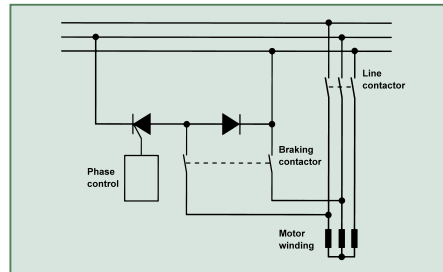 Line
contactor
Braking
contactor
Phase
control
Motor
winding